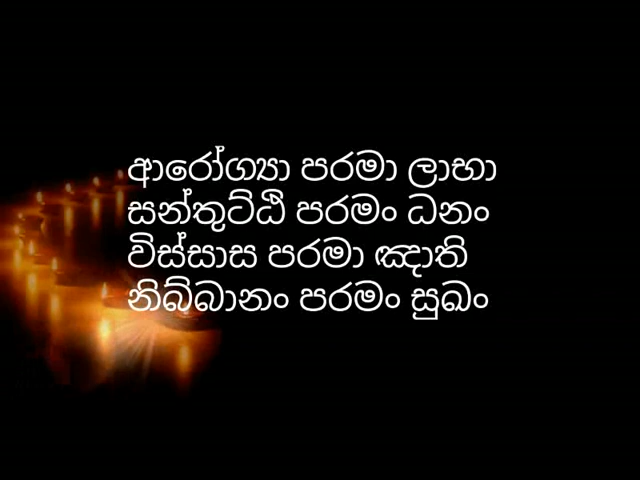 ආරෝග්‍යා පරමා ලාභා
සන්තුට්ඨි පරමං ධනං
විස්සාස පරමා ඤාති
නිබ්බානං පරමං සුඛං